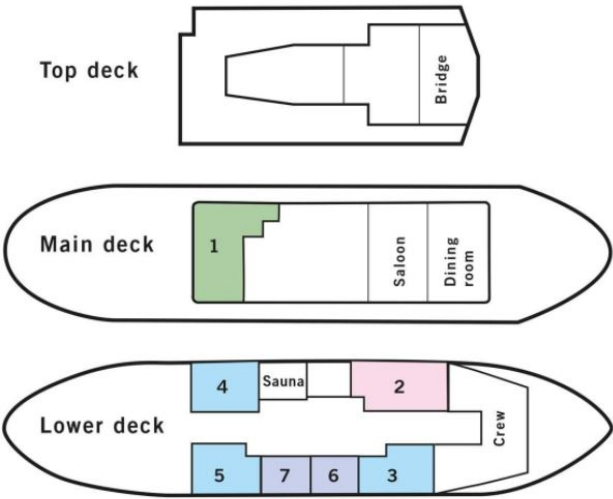 Top deck
Bridge
Main deck
1
Saloon
Dining
room
Lower deck
4
Sauna
2
Crew
5
7
6
3